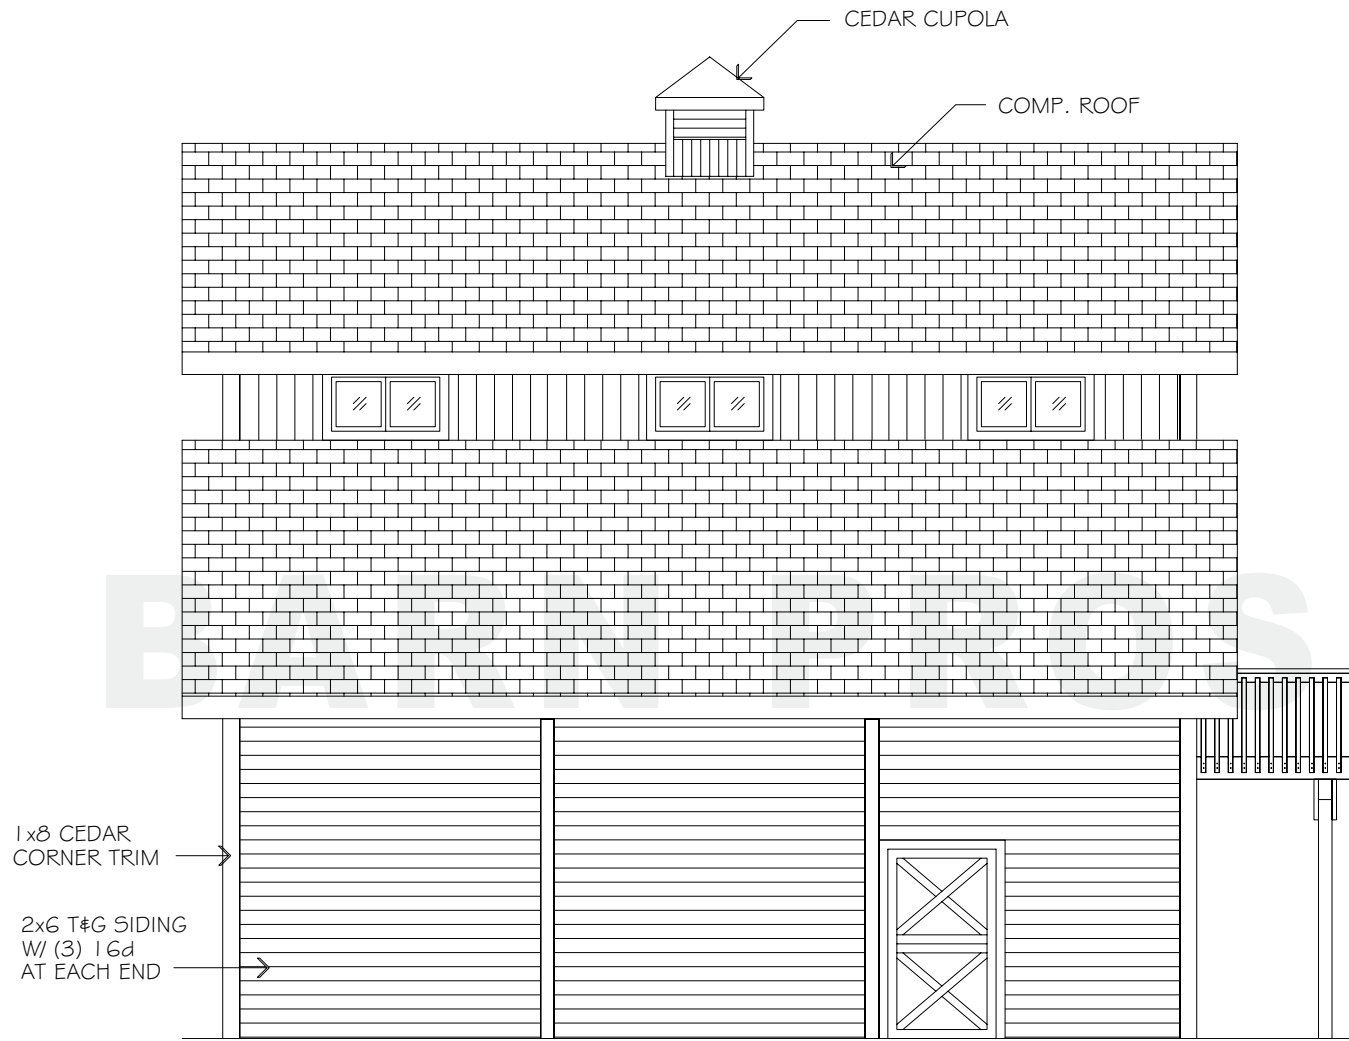 CEDAR CUPOLA
COMP. ROOF
BARN PROS
1x8 CEDAR
CORNER TRIM
2x6 T&G SIDING
W/ (3) 16d
AT EACH END